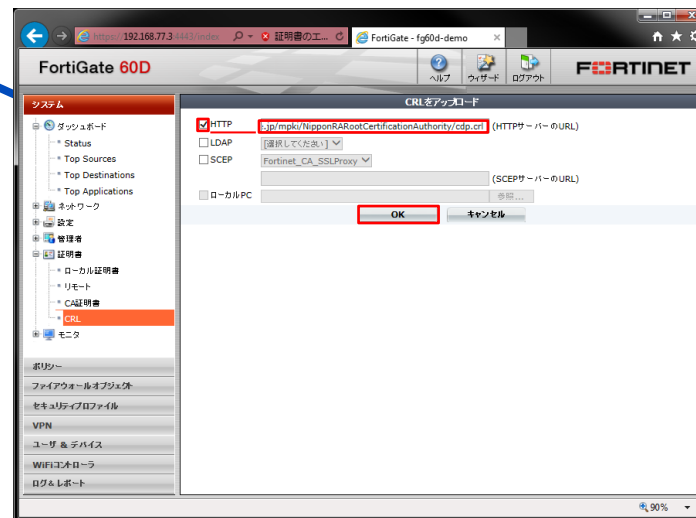 https://192.168.77.3:4443/index
証明書のエ...
FortiGate - fg60d-demo
FortiGate 60D
ヘルプ
ウィザード
ログアウト
FORTINET
システム
ダッシュボード
Status
Top Sources
Top Destinations
Top Applications
ネットワーク
設定
管理者
証明書
ローカル証明書
リモート
CA証明書
CRL
モニタ
ポリシー
ファイアウォールオブジェクト
セキュリティプロファイル
VPN
ユーザ & デバイス
WiFiコントローラ
ログ&レポート
CRLをアップロード
HTTP .jp/mpki/NipponRARootCertificationAuthority/cdp.crl (HTTPサーバーのURL)
LDAP [選択してください]
SCEP Fortinet_CA_SSLProxy
(SCEPサーバーのURL)
ローカルPC 参照...
OK キャンセル
90%